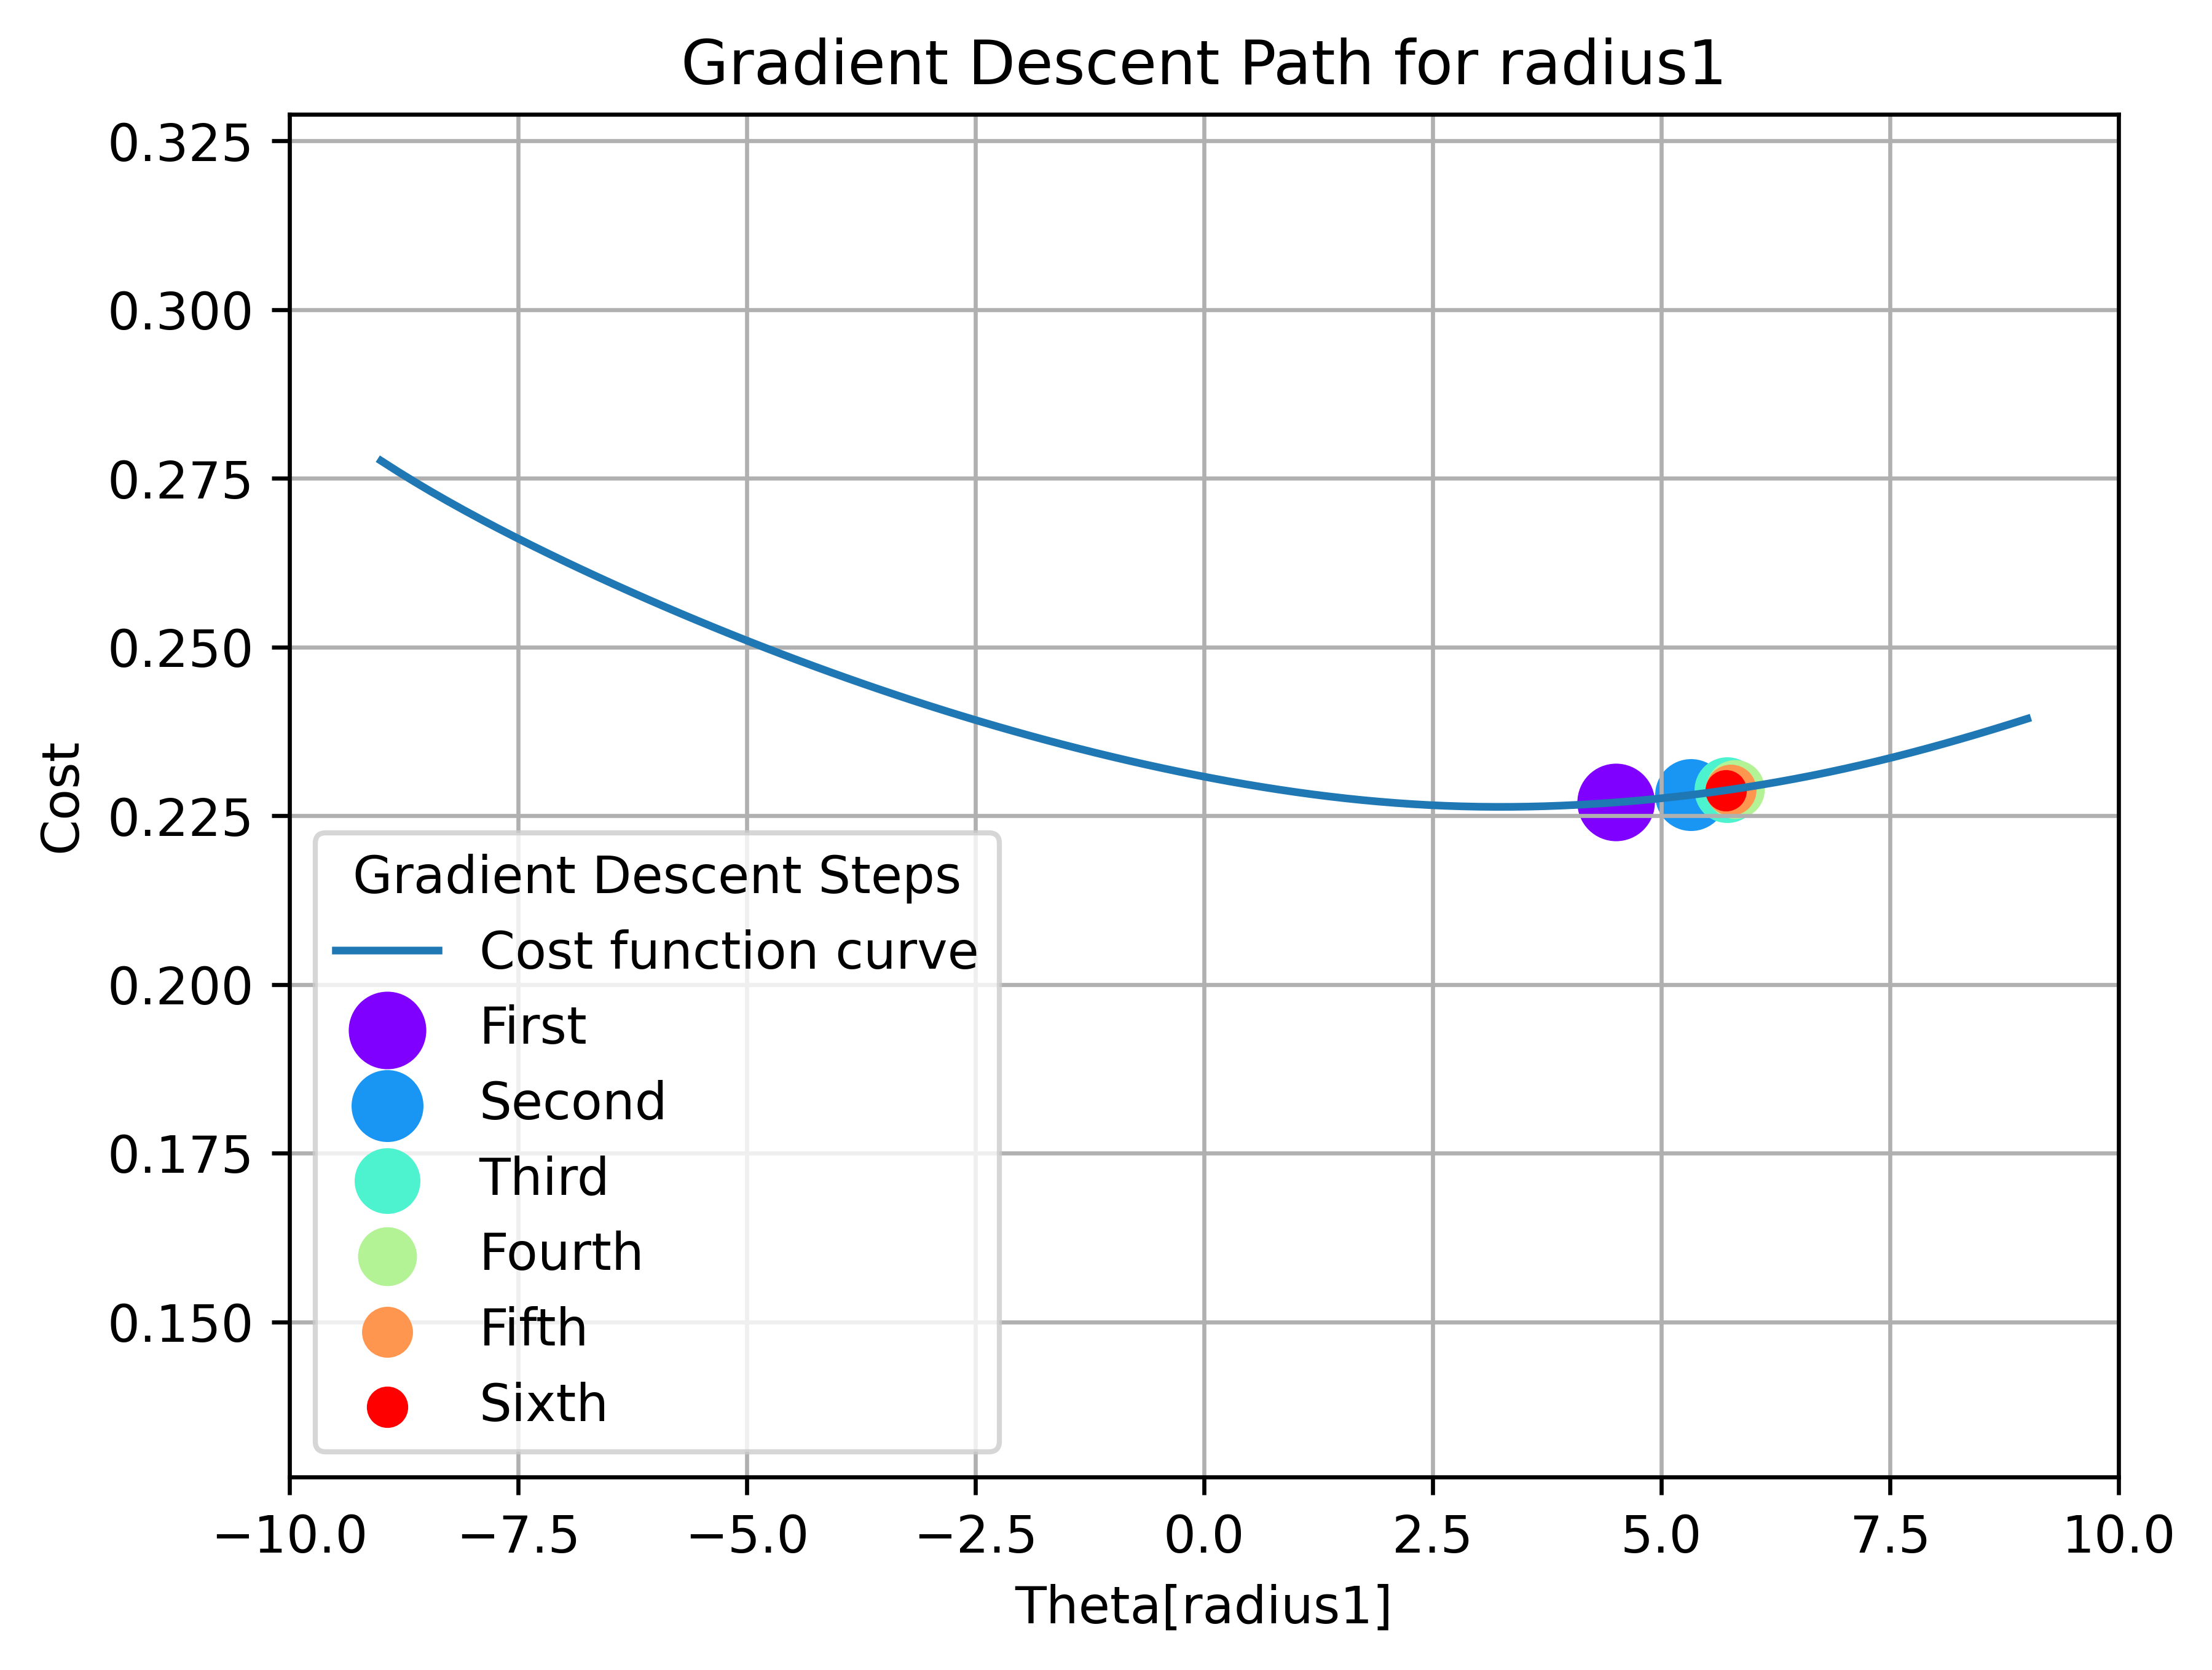 Gradient Descent Path for radius1
0.325
0.300
0.275
0.250
0.225
0.200
0.175
0.150
Cost
Gradient Descent Steps
Cost function curve
First
Second
Third
Fourth
Fifth
Sixth
−10.0 −7.5 −5.0 −2.5 0.0 2.5 5.0 7.5 10.0
Theta[radius1]